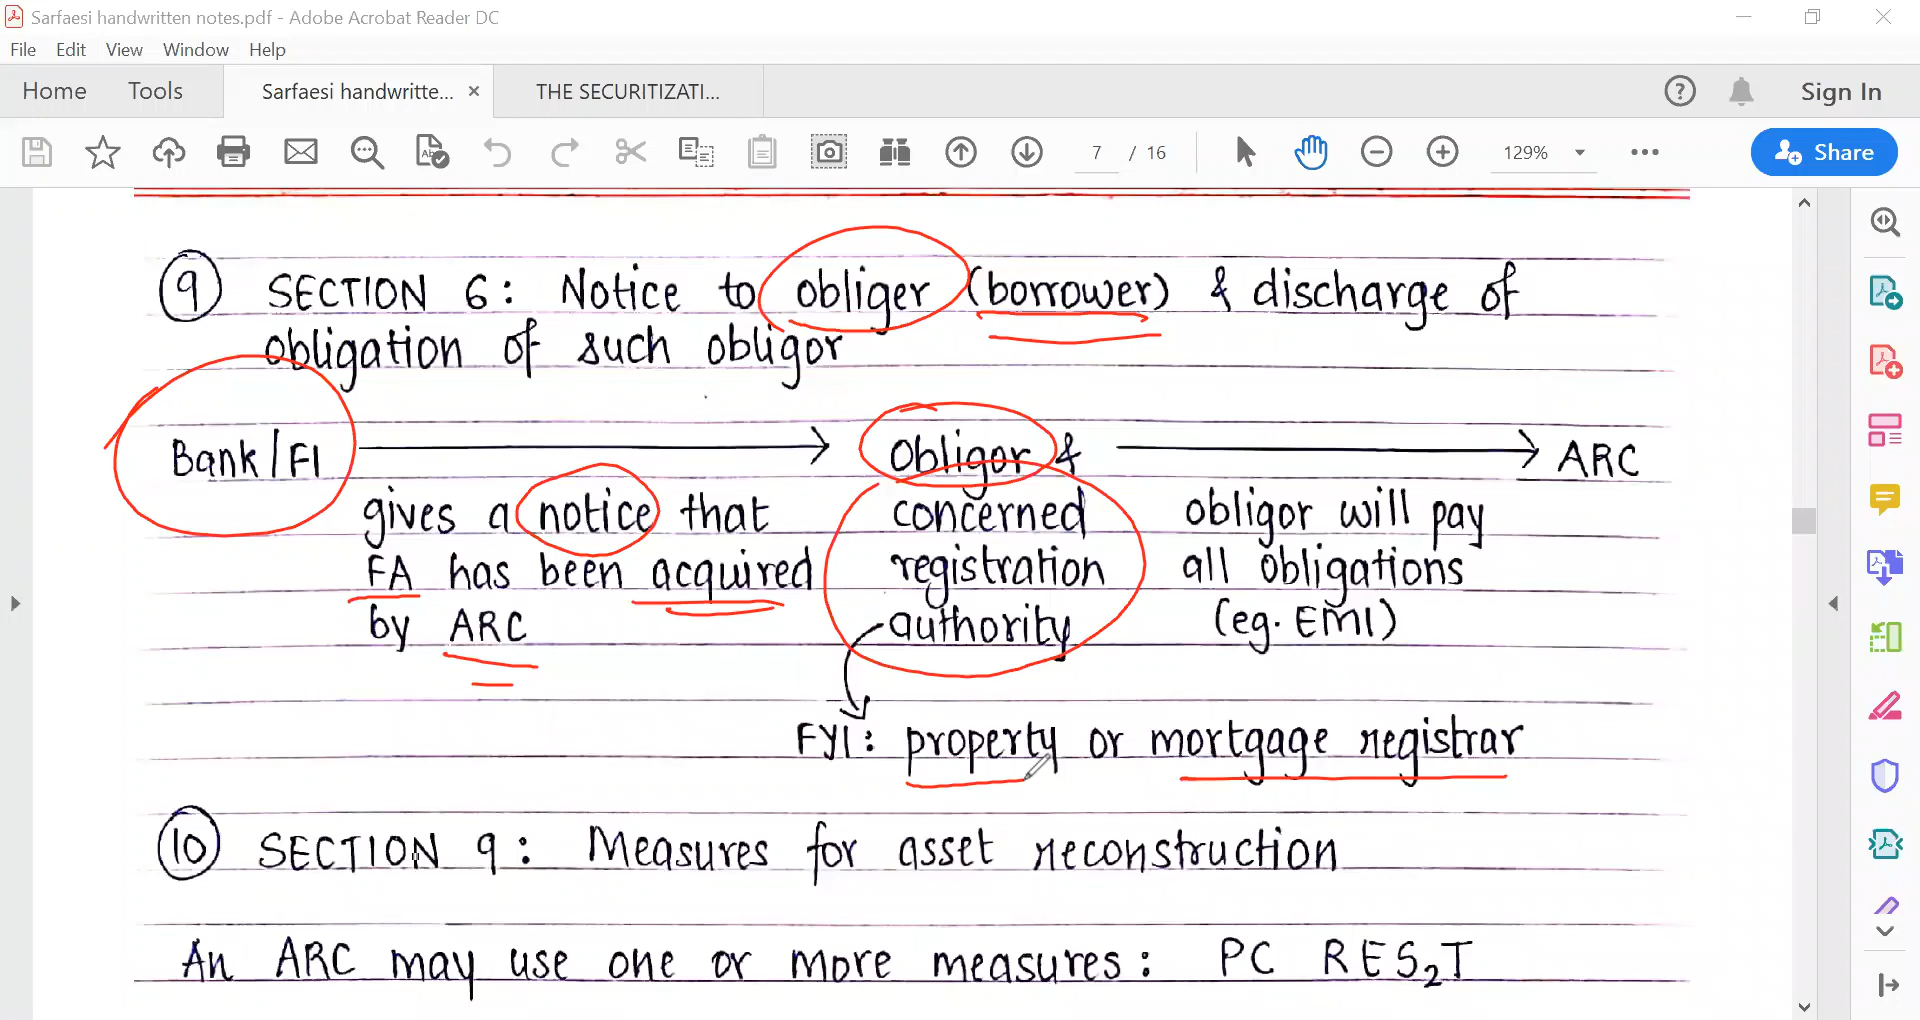 Sarfaesi handwritten notes.pdf - Adobe Acrobat Reader DC
File Edit View Window Help
Home Tools Sarfaesi handwritte... × THE SECURITIZATI... Sign In
7 / 16 129% Share
9 SECTION 6: Notice to obliger (borrower) & discharge of
obligation of such obligor
Bank/FI → Obligor & → ARC
gives a notice that concerned obligor will pay
FA has been acquired registration all obligations
by ARC authority (eg. EMI)
FYI: property or mortgage registrar
10 SECTION 9: Measures for asset reconstruction
An ARC may use one or more measures: PC RES₂T